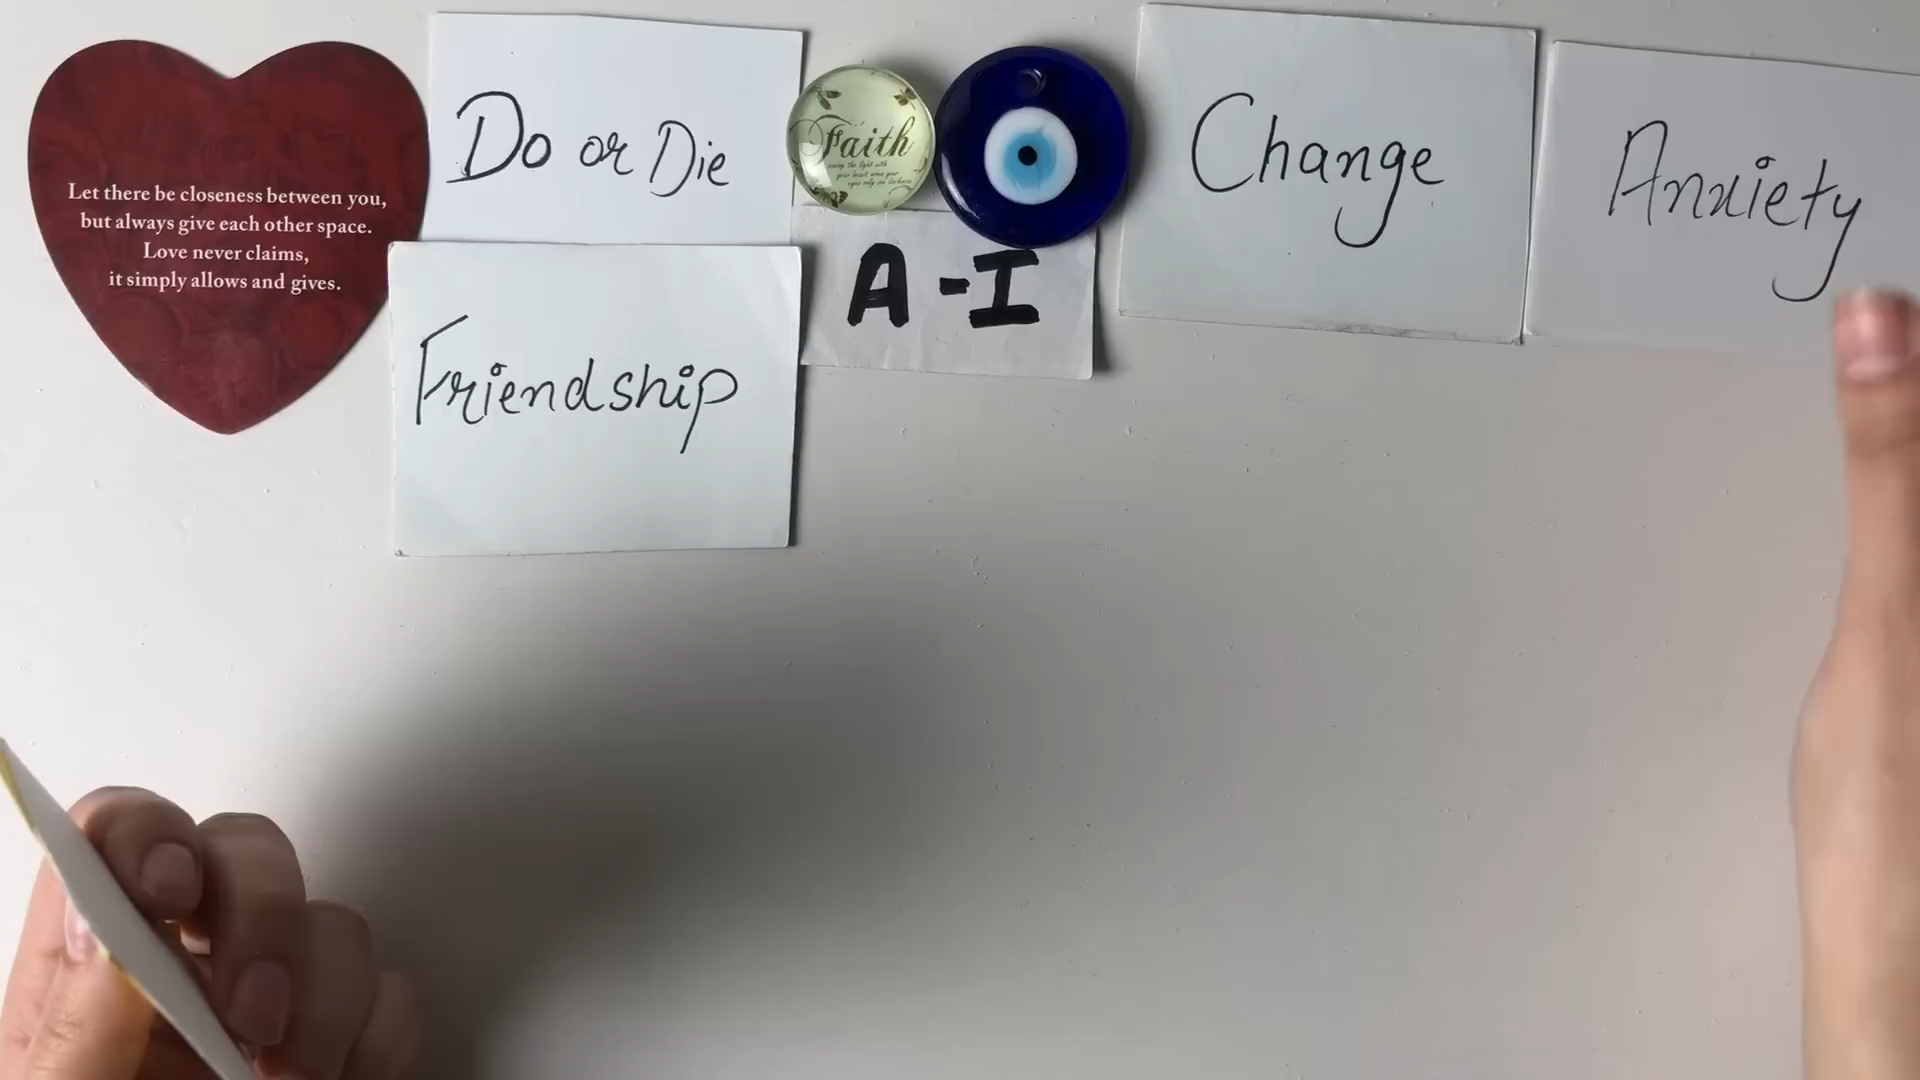 Let there be closeness between you,
but always give each other space.
Love never claims,
it simply allows and gives.
Do or Die
Friendship
Faith
A - I
Change
Anxiety